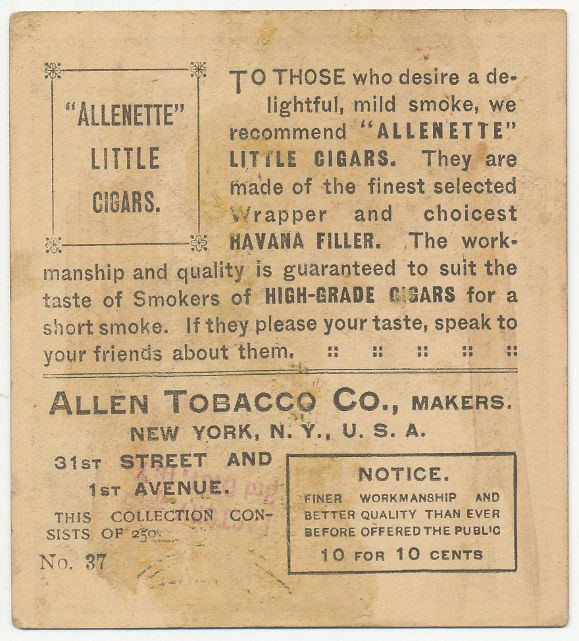 "ALLENETTE"
LITTLE
CIGARS.
TO THOSE who desire a de-
lightful, mild smoke, we
recommend "ALLENETTE"
LITTLE CIGARS. They are
made of the finest selected
Wrapper and choicest
HAVANA FILLER. The work-
manship and quality is guaranteed to suit the
taste of Smokers of HIGH-GRADE CIGARS for a
short smoke. If they please your taste, speak to
your friends about them. :: :: :: :: ::
ALLEN TOBACCO CO., MAKERS.
NEW YORK, N. Y., U. S. A.
31ST STREET AND
1ST AVENUE.
THIS COLLECTION CON-
SISTS OF 250.
No. 37
NOTICE.
FINER WORKMANSHIP AND
BETTER QUALITY THAN EVER
BEFORE OFFERED THE PUBLIC
10 FOR 10 CENTS